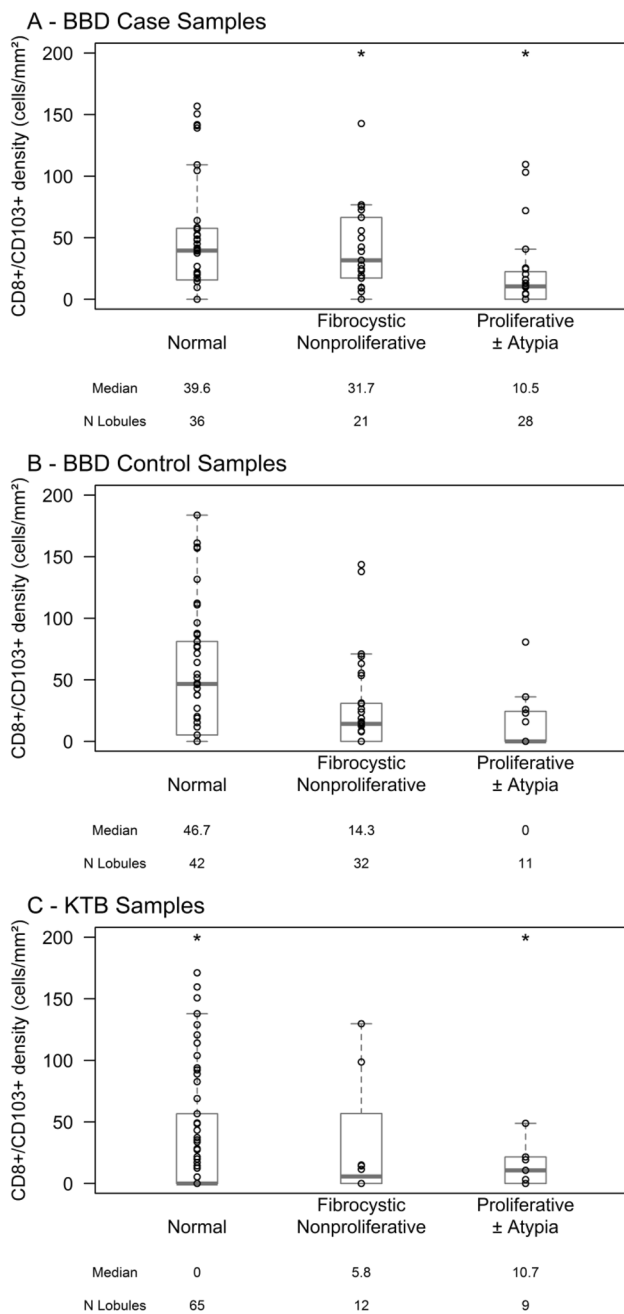 A - BBD Case Samples
CD8+/CD103+ density (cells/mm²)
200
150
100
50
0
* *
Normal
Fibrocystic
Nonproliferative
Proliferative
± Atypia
Median 39.6 31.7 10.5
N Lobules 36 21 28
B - BBD Control Samples
CD8+/CD103+ density (cells/mm²)
200
150
100
50
0
Normal
Fibrocystic
Nonproliferative
Proliferative
± Atypia
Median 46.7 14.3 0
N Lobules 42 32 11
C - KTB Samples
CD8+/CD103+ density (cells/mm²)
200
150
100
50
0
* *
Normal
Fibrocystic
Nonproliferative
Proliferative
± Atypia
Median 0 5.8 10.7
N Lobules 65 12 9